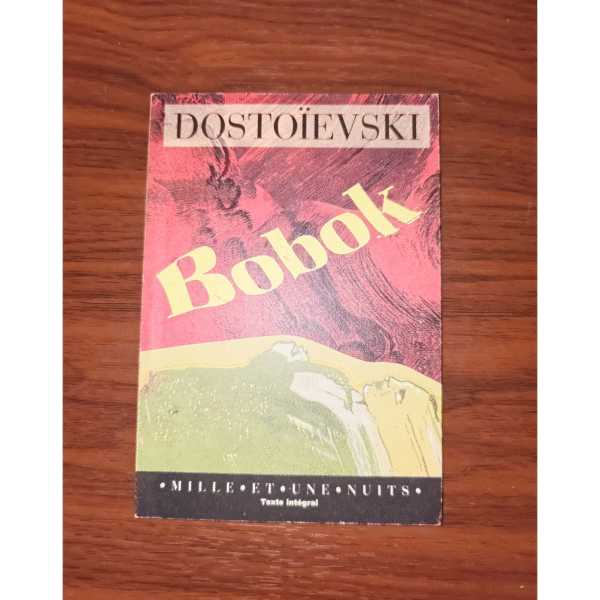 DOSTOÏEVSKI
Bobok
• MILLE • ET • UNE • NUITS •
Texte intégral